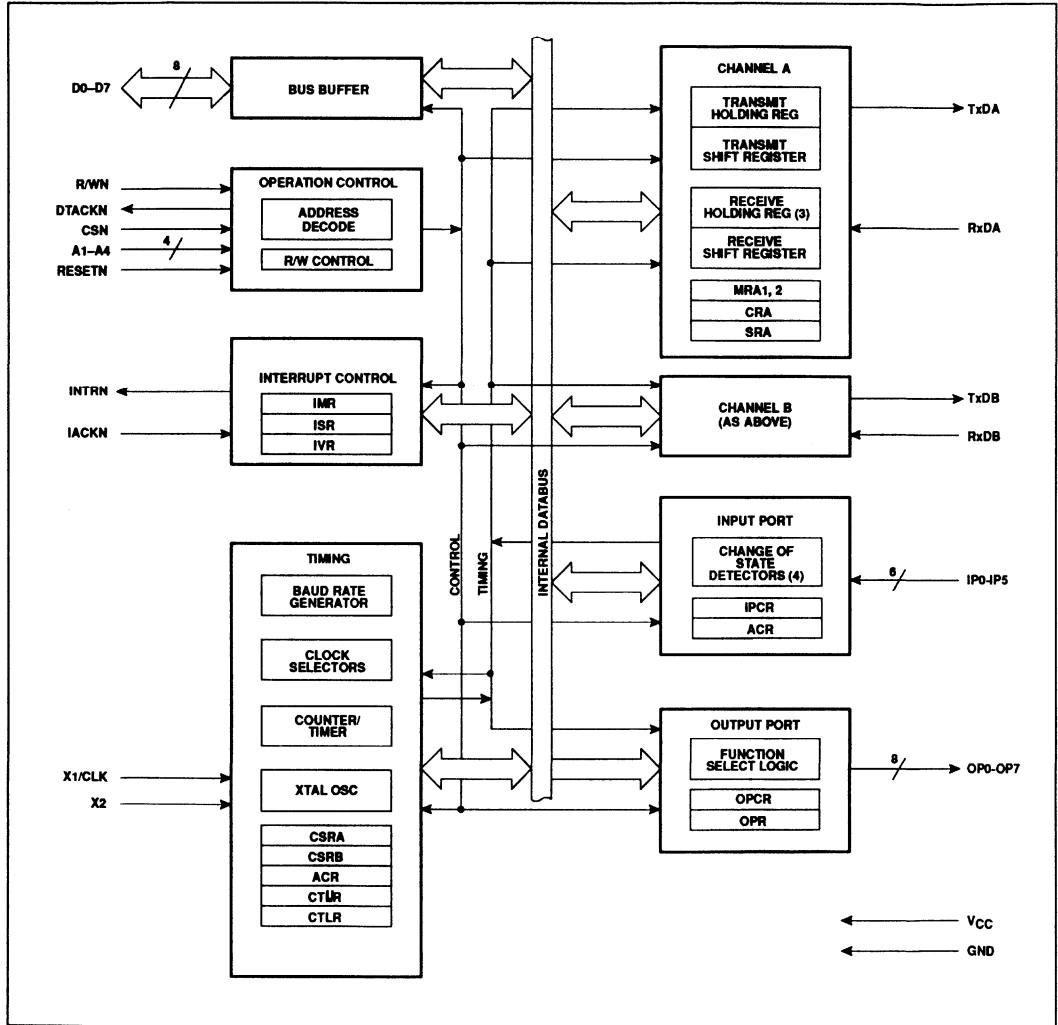 D0–D7
8
BUS BUFFER
R/WN
DTACKN
CSN
A1–A4
4
RESETN
OPERATION CONTROL
ADDRESS
DECODE
R/W CONTROL
INTRN
IACKN
INTERRUPT CONTROL
IMR
ISR
IVR
TIMING
BAUD RATE
GENERATOR
CLOCK
SELECTORS
COUNTER/
TIMER
X1/CLK
X2
XTAL OSC
CSRA
CSRB
ACR
CTUR
CTLR
CONTROL
TIMING
INTERNAL DATABUS
CHANNEL A
TRANSMIT
HOLDING REG
TRANSMIT
SHIFT REGISTER
RECEIVE
HOLDING REG (3)
RECEIVE
SHIFT REGISTER
MRA1, 2
CRA
SRA
TxDA
RxDA
CHANNEL B
(AS ABOVE)
TxDB
RxDB
INPUT PORT
CHANGE OF
STATE
DETECTORS (4)
IPCR
ACR
6
IP0-IP5
OUTPUT PORT
FUNCTION
SELECT LOGIC
OPCR
OPR
8
OP0-OP7
VCC
GND